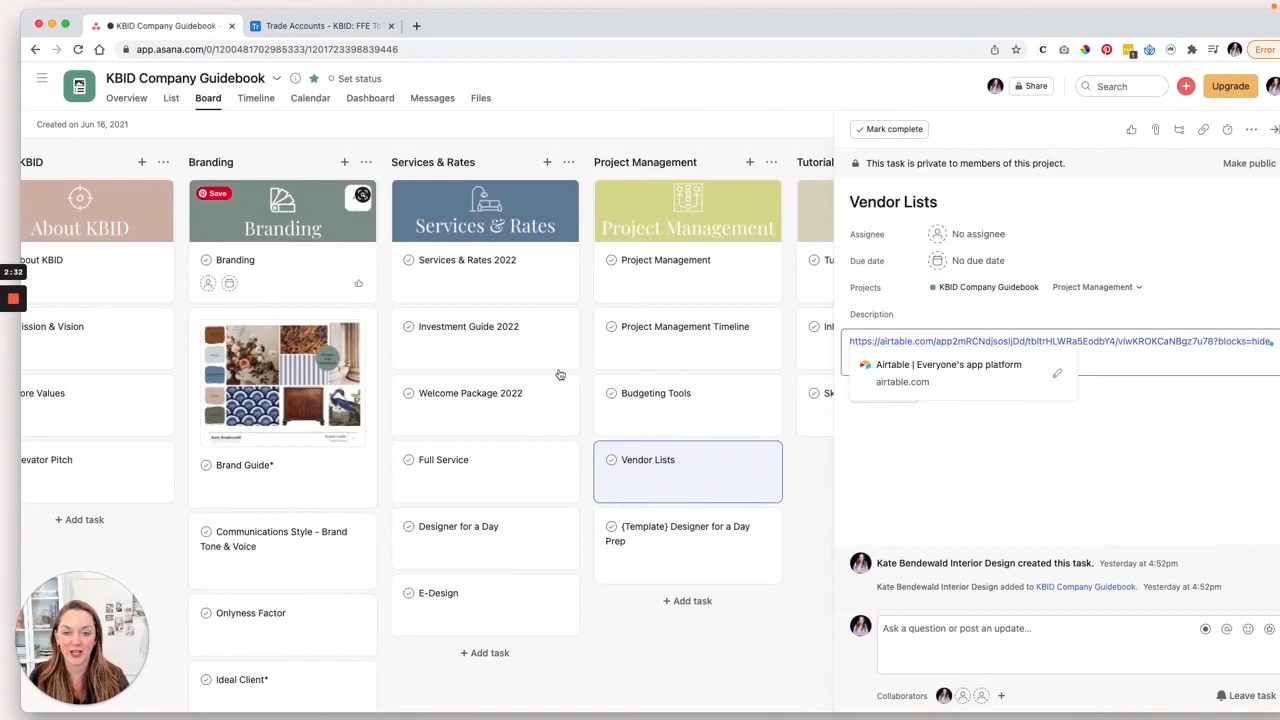 KBID Company Guidebook
Trade Accounts - KBID: FFE To
app.asana.com/0/1200481702985333/1201723398839446
Error
KBID Company Guidebook
Set status
Share
Search
Upgrade
Overview
List
Board
Timeline
Calendar
Dashboard
Messages
Files
Created on Jun 16, 2021
Mark complete
This task is private to members of this project.
Make public
KBID
Branding
Services & Rates
Project Management
Tutorial
About KBID
Save
Branding
Services & Rates
Project Management
bout KBID
Branding
Services & Rates 2022
Project Management
Tu
ission & Vision
Investment Guide 2022
Project Management Timeline
In
ore Values
Welcome Package 2022
Budgeting Tools
Sk
evator Pitch
Brand Guide*
Full Service
Vendor Lists
+ Add task
Communications Style - Brand
Tone & Voice
Designer for a Day
{Template} Designer for a Day
Prep
Onlyness Factor
E-Design
+ Add task
Ideal Client*
+ Add task
2:32
Vendor Lists
Assignee
No assignee
Due date
No due date
Projects
KBID Company Guidebook
Project Management
Description
https://airtable.com/app2mRCNdjsosIjDd/tbltrHLWRa5EodbY4/viwKROKCaNBgz7u78?blocks=hide
Airtable | Everyone's app platform
airtable.com
Kate Bendewald Interior Design created this task. Yesterday at 4:52pm
Kate Bendewald Interior Design added to KBID Company Guidebook. Yesterday at 4:52pm
Ask a question or post an update...
Collaborators
Leave task